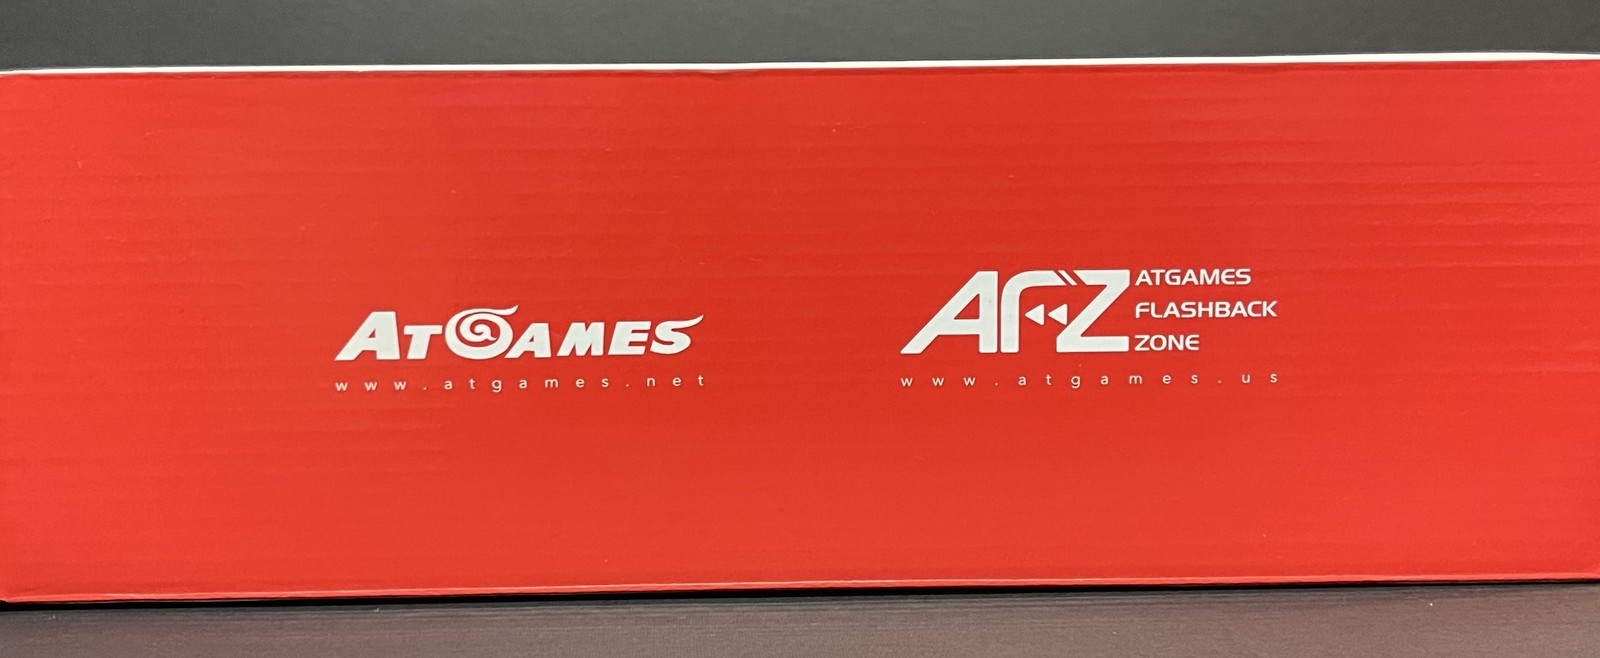 ATGAMES
www.atgames.net
AFZ
ATGAMES
FLASHBACK
ZONE
www.atgames.us